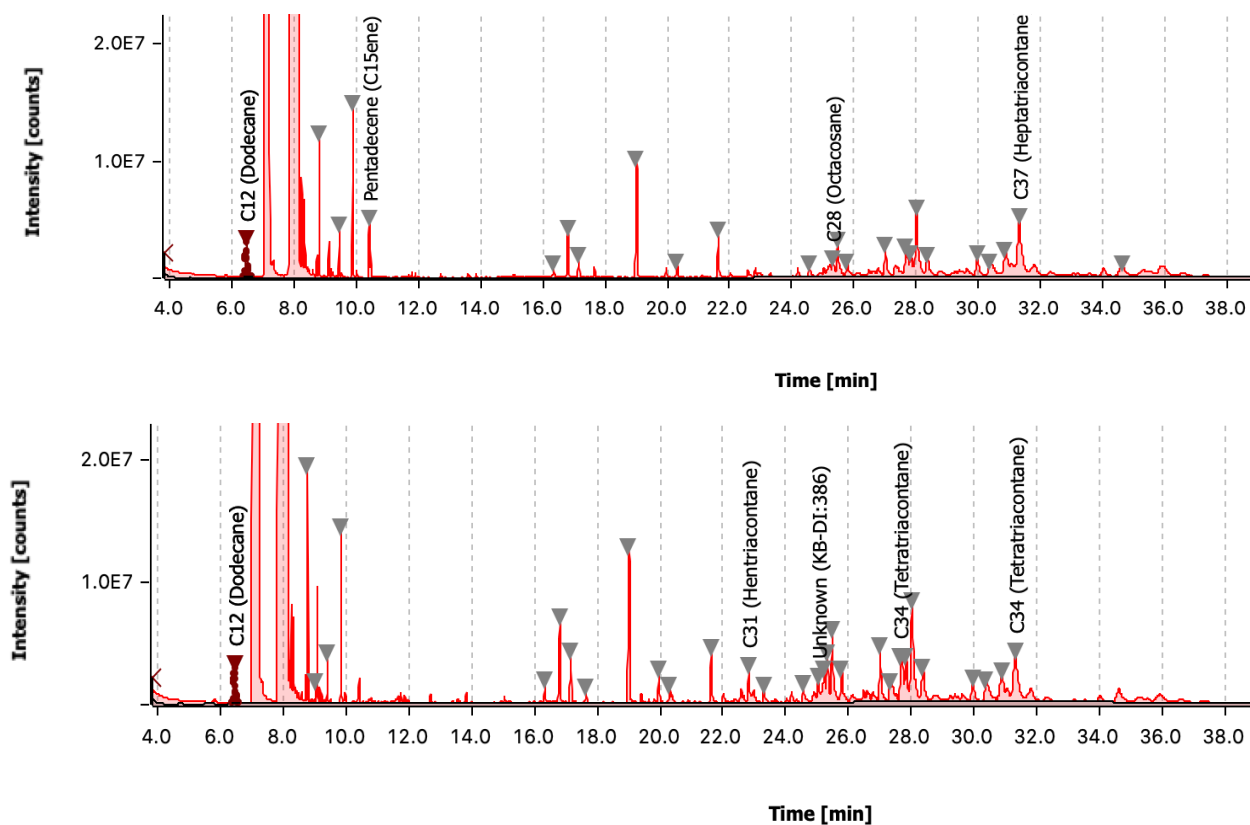 Intensity [counts]
2.0E7
1.0E7
C12 (Dodecane)
Pentadecene (C15ene)
C28 (Octacosane)
C37 (Heptatriacontane
4.0 6.0 8.0 10.0 12.0 14.0 16.0 18.0 20.0 22.0 24.0 26.0 28.0 30.0 32.0 34.0 36.0 38.0
Time [min]
Intensity [counts]
2.0E7
1.0E7
C12 (Dodecane)
C31 (Hentriacontane)
Unknown (KB-DI:386)
C34 (Tetratriacontane)
C34 (Tetratriacontane)
4.0 6.0 8.0 10.0 12.0 14.0 16.0 18.0 20.0 22.0 24.0 26.0 28.0 30.0 32.0 34.0 36.0 38.0
Time [min]